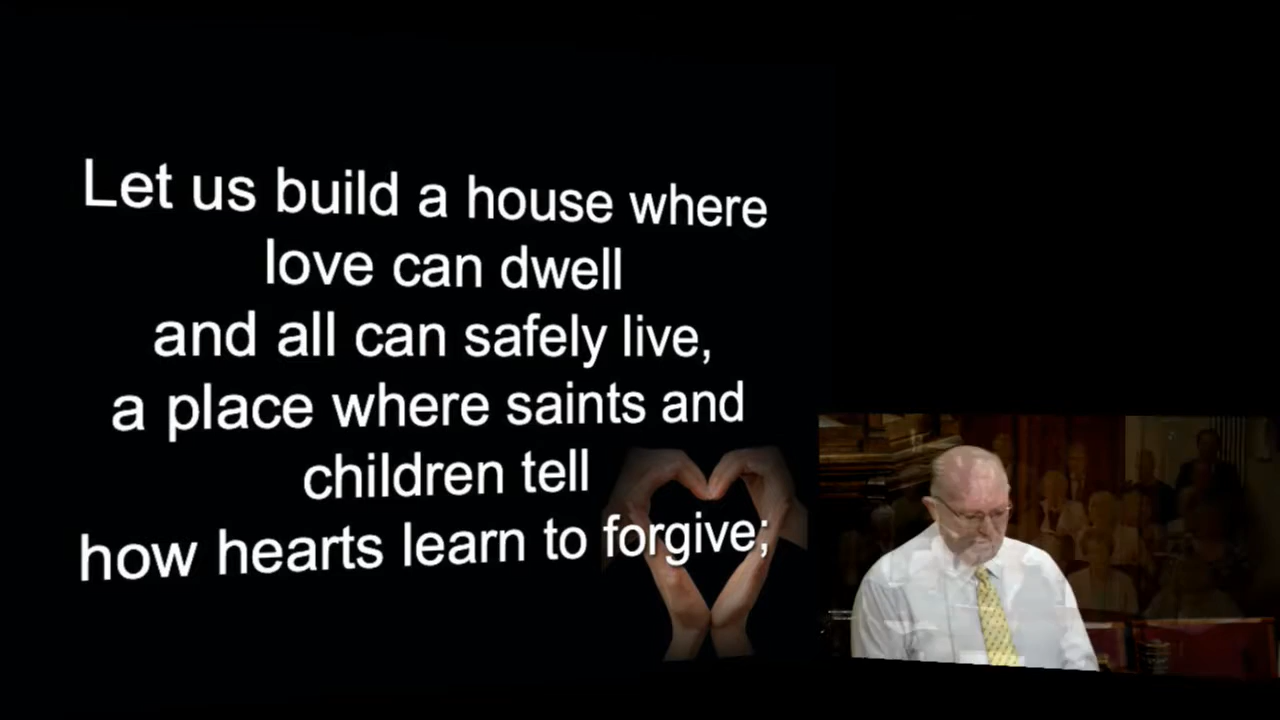 Let us build a house where
love can dwell
and all can safely live,
a place where saints and
children tell
how hearts learn to forgive;